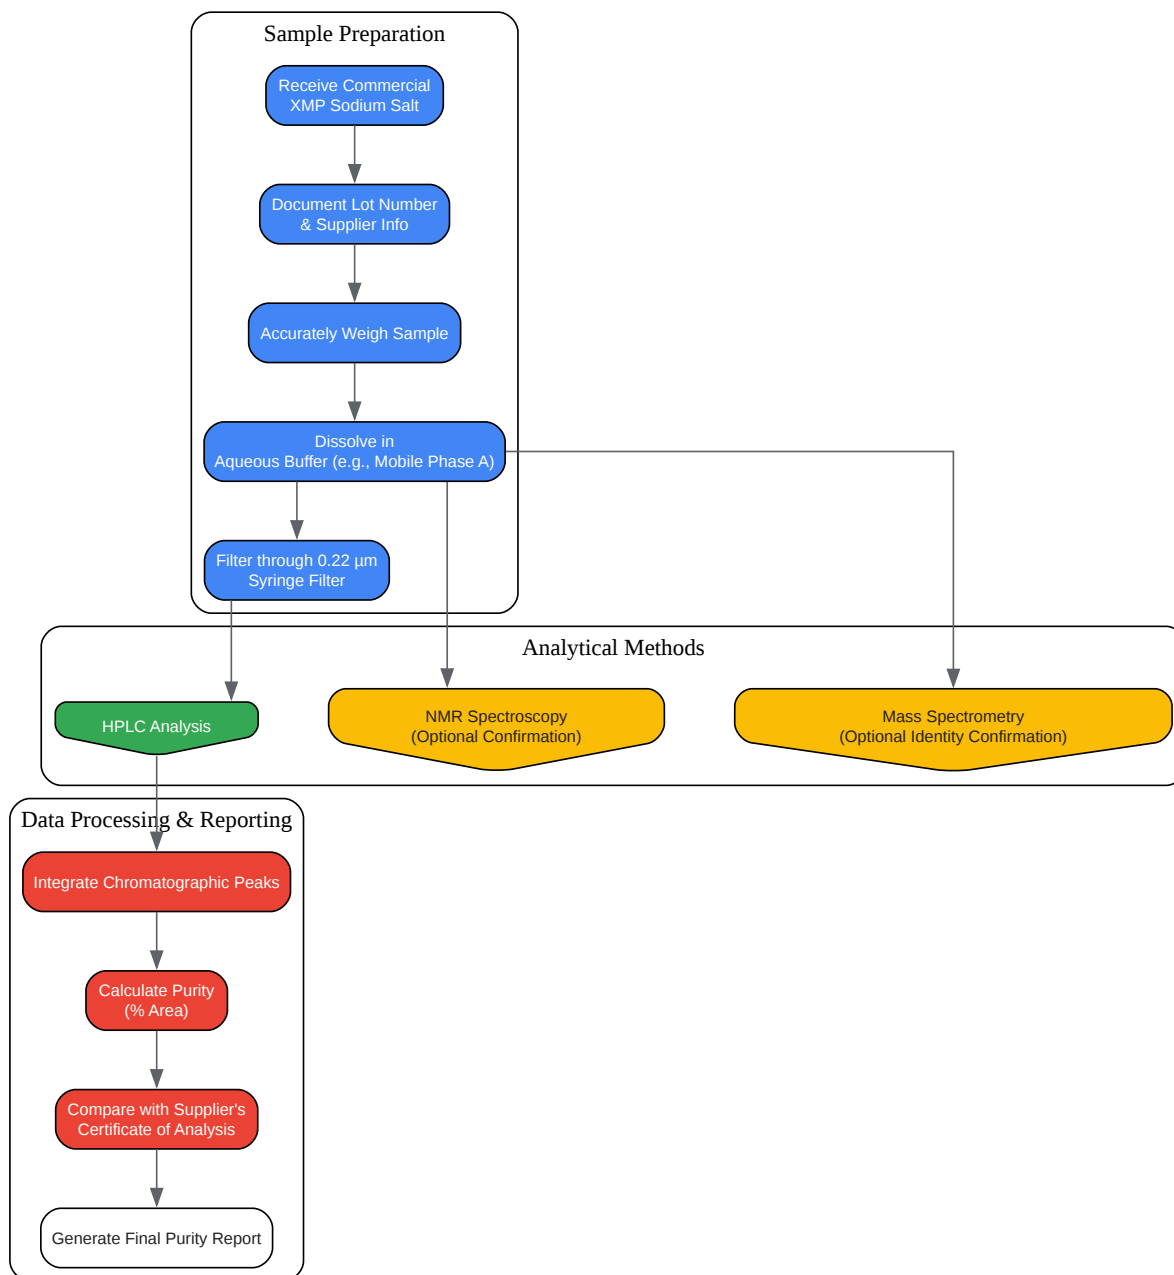 Sample Preparation
Receive Commercial
XMP Sodium Salt
Document Lot Number
& Supplier Info
Accurately Weigh Sample
Dissolve in
Aqueous Buffer (e.g., Mobile Phase A)
Filter through 0.22 µm
Syringe Filter
Analytical Methods
HPLC Analysis
NMR Spectroscopy
(Optional Confirmation)
Mass Spectrometry
(Optional Identity Confirmation)
Data Processing & Reporting
Integrate Chromatographic Peaks
Calculate Purity
(% Area)
Compare with Supplier's
Certificate of Analysis
Generate Final Purity Report